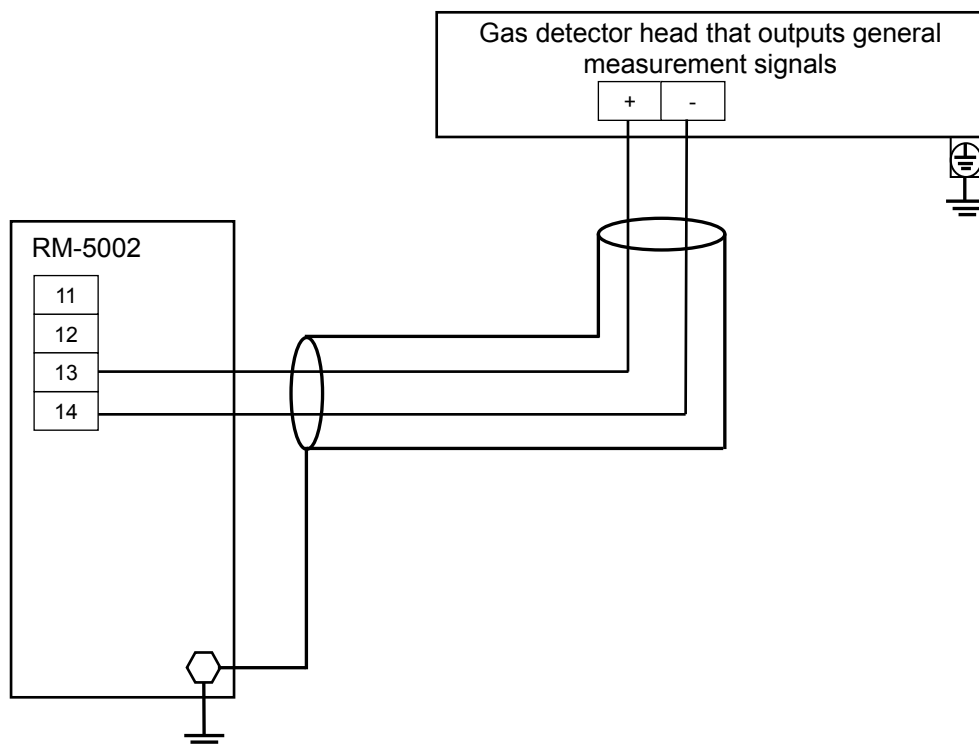 Gas detector head that outputs general
measurement signals
+ -
RM-5002
11
12
13
14